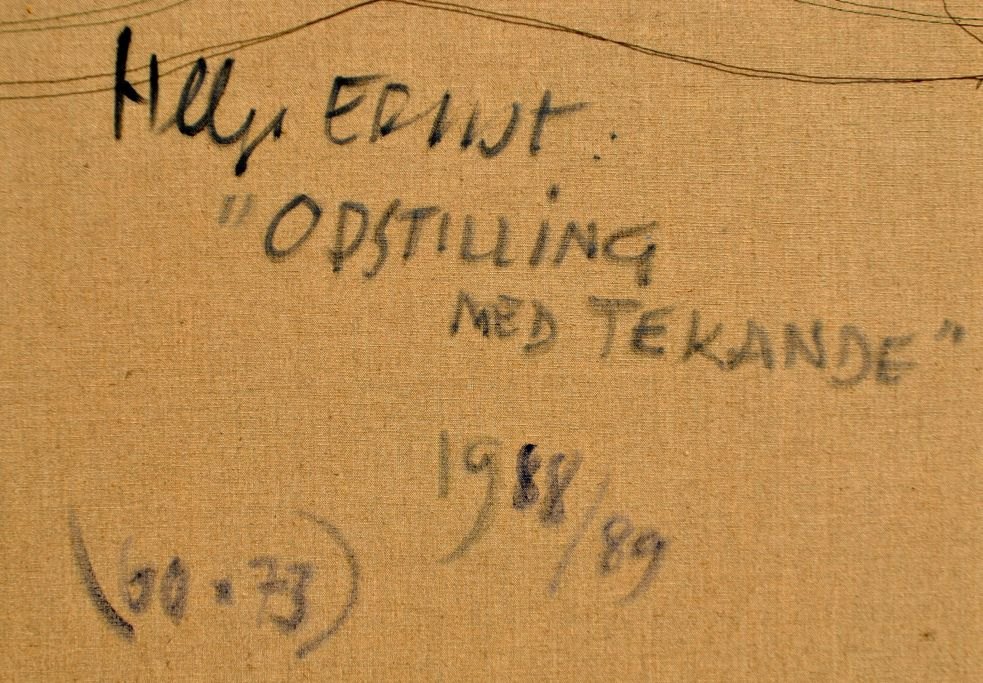 Helge ERNST.
"OPSTILLING
MED TEKANDE"
1988/89
(60 · 73)